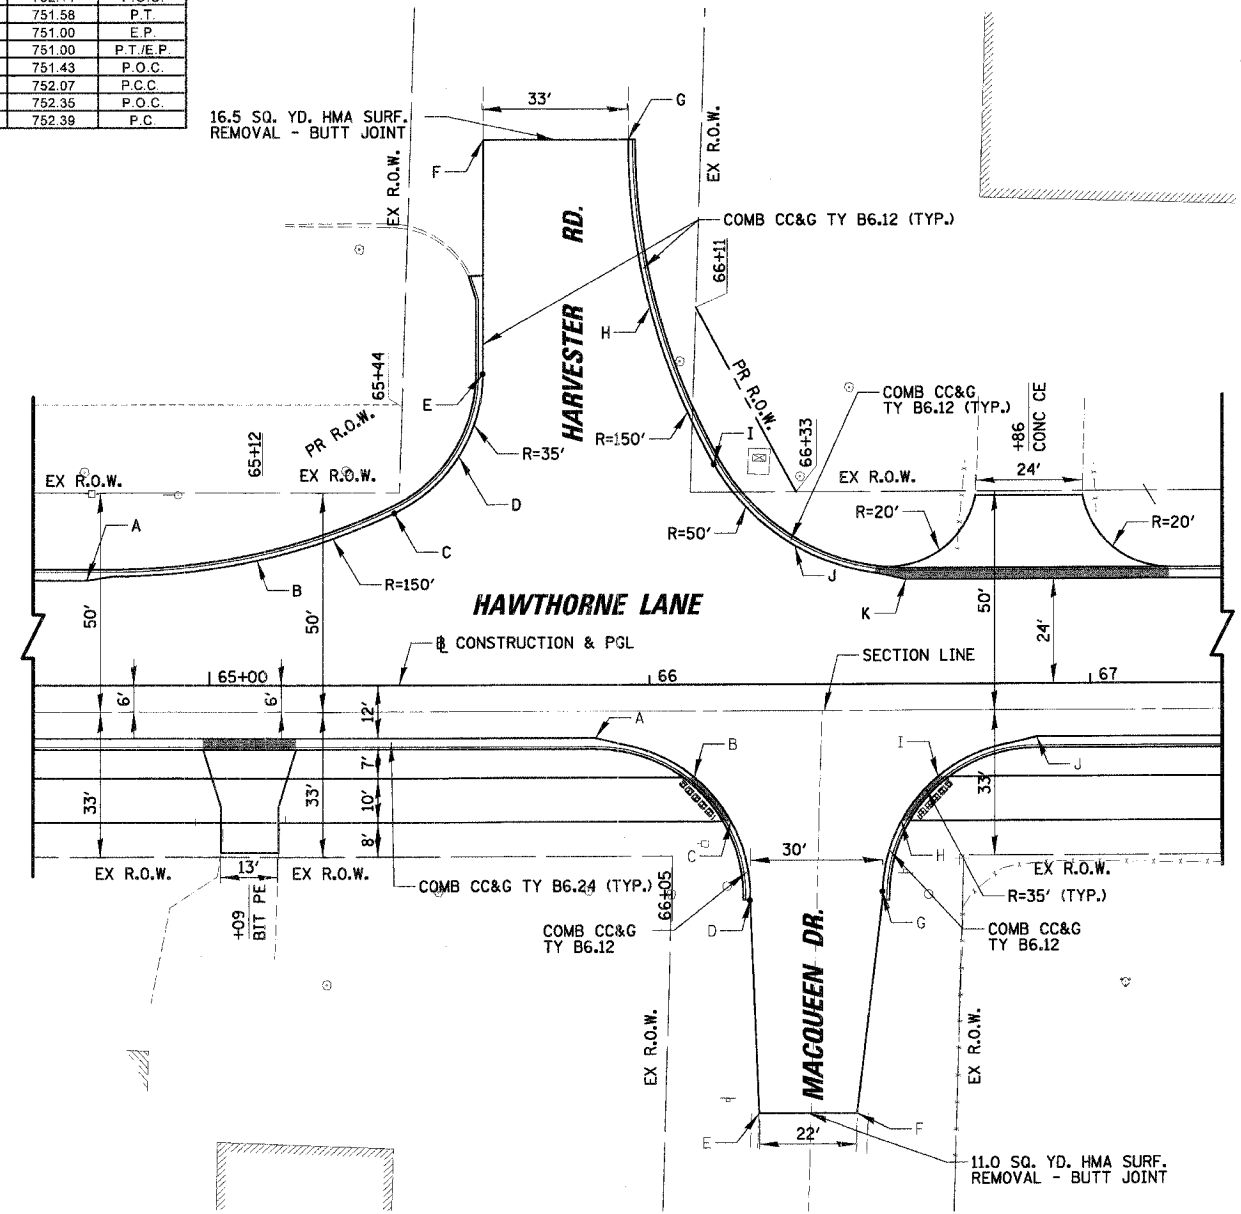 751.58 P.T.
751.00 E.P.
751.00 P.T./E.P.
751.43 P.O.C.
752.07 P.C.C.
752.35 P.O.C.
752.39 P.C.
33'
G
16.5 SQ. YD. HMA SURF.
REMOVAL - BUTT JOINT
F
EX R.O.W.
EX R.O.W.
HARVESTER RD.
COMB CC&G TY B6.12 (TYP.)
66+11
H
65+44
E
PR R.O.W.
COMB CC&G
TY B6.12 (TYP.)
+86
CONC CE
PR R.O.W.
65+12
R=35'
R=150'
I
66+33
24'
EX R.O.W.
EX R.O.W.
EX R.O.W.
A
D
R=20'
R=20'
C
R=50'
B
R=150'
J
K
50'
50'
50'
HAWTHORNE LANE
24'
B CONSTRUCTION & PGL
SECTION LINE
65+00
66
67
6'
6'
12'
A
B
I
J
7'
33'
33'
10'
33'
8'
C
30'
H
13'
EX R.O.W.
EX R.O.W.
EX R.O.W.
COMB CC&G TY B6.24 (TYP.)
66+05
R=35' (TYP.)
+09
BIT PE
COMB CC&G
TY B6.12
D
G
COMB CC&G
TY B6.12
MACQUEEN DR.
EX R.O.W.
EX R.O.W.
E
22'
F
11.0 SQ. YD. HMA SURF.
REMOVAL - BUTT JOINT